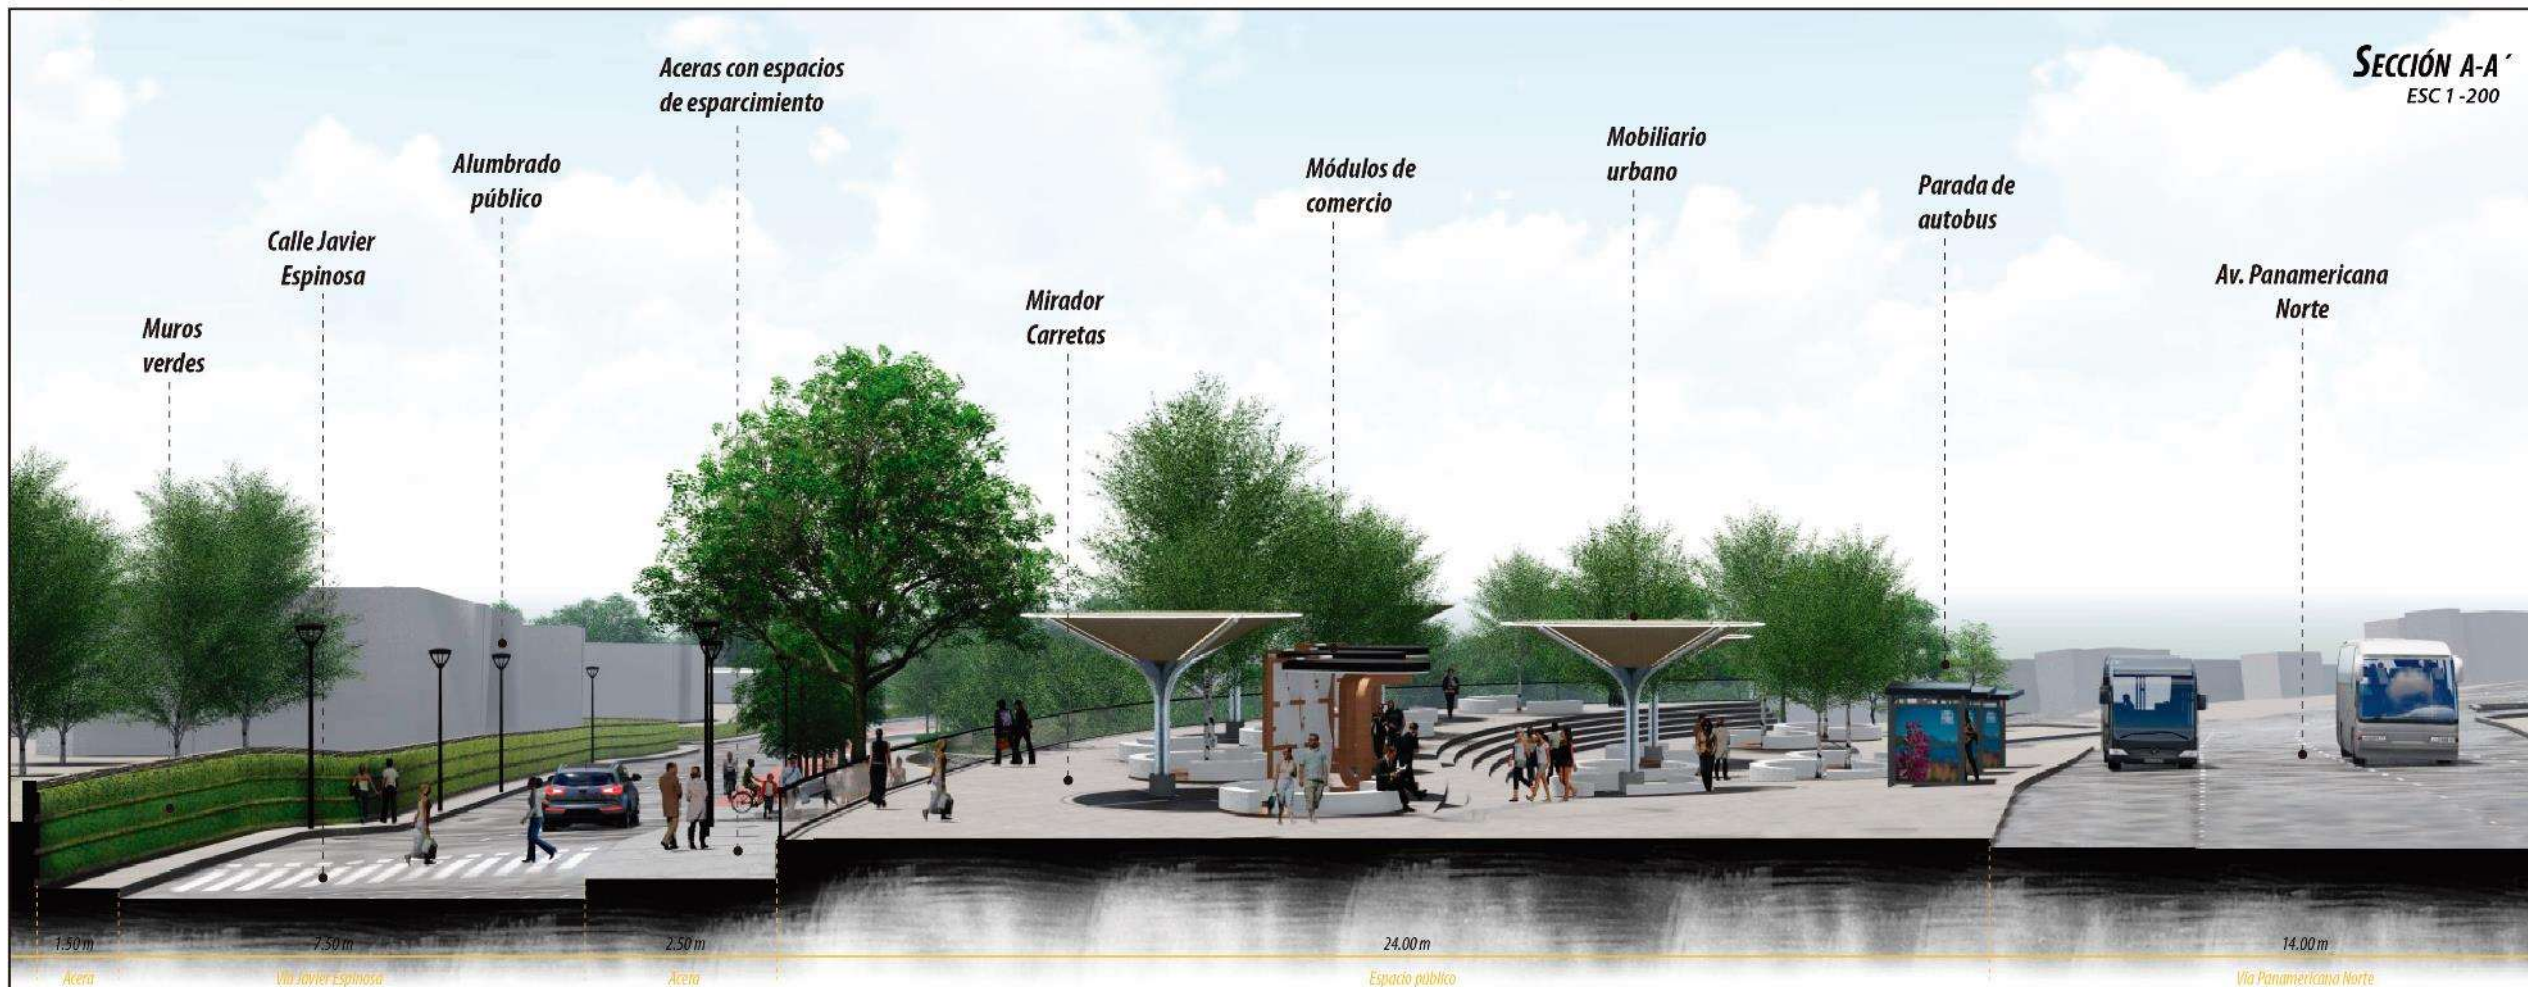 SECCIÓN A-A´
ESC 1 -200
Aceras con espacios
de esparcimiento
Alumbrado
público
Calle Javier
Espinosa
Muros
verdes
Mirador
Carretas
Módulos de
comercio
Mobiliario
urbano
Parada de
autobus
Av. Panamericana
Norte
1.50 m
7.50 m
2.50 m
24.00 m
14.00 m
Acera
Vía Javier Espinosa
Acera
Espacio público
Vía Panamericana Norte